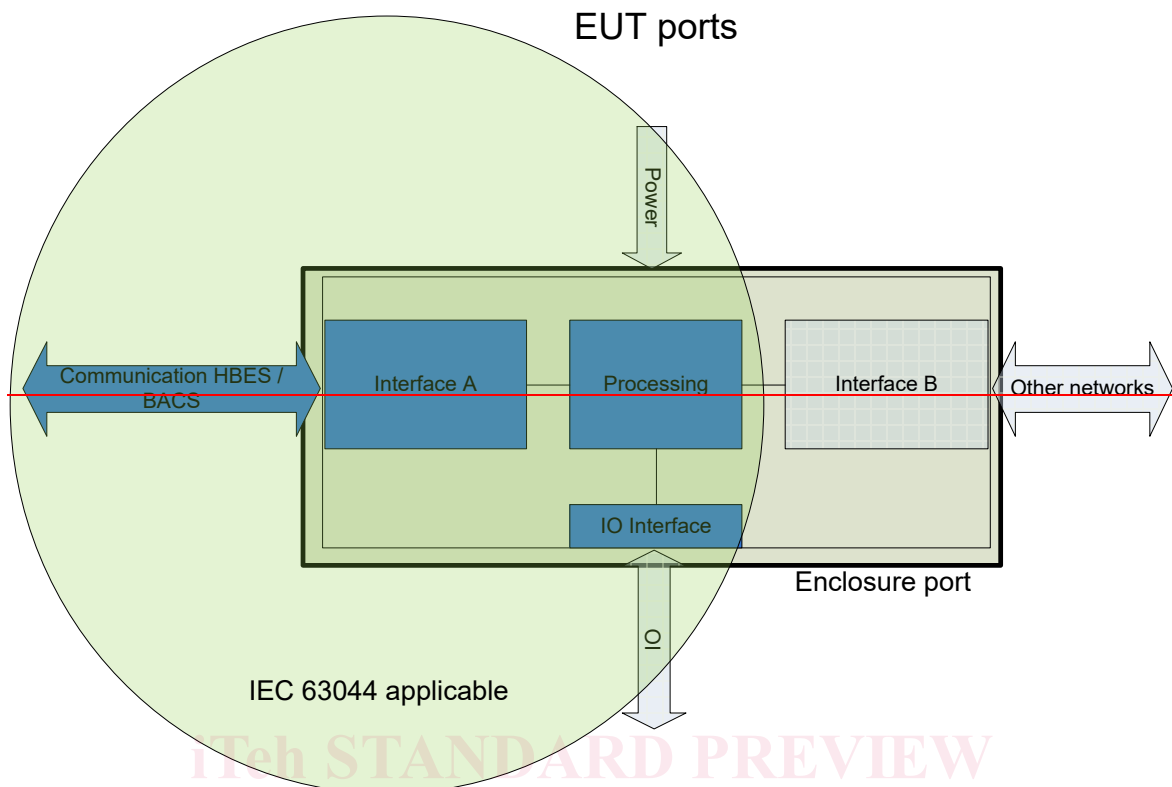 EUT ports
Power
Communication HBES /
BACS
Interface A
Processing
Interface B
Other networks
IO Interface
Enclosure port
IO
IEC 63044 applicable
iTeh STANDARD PREVIEW